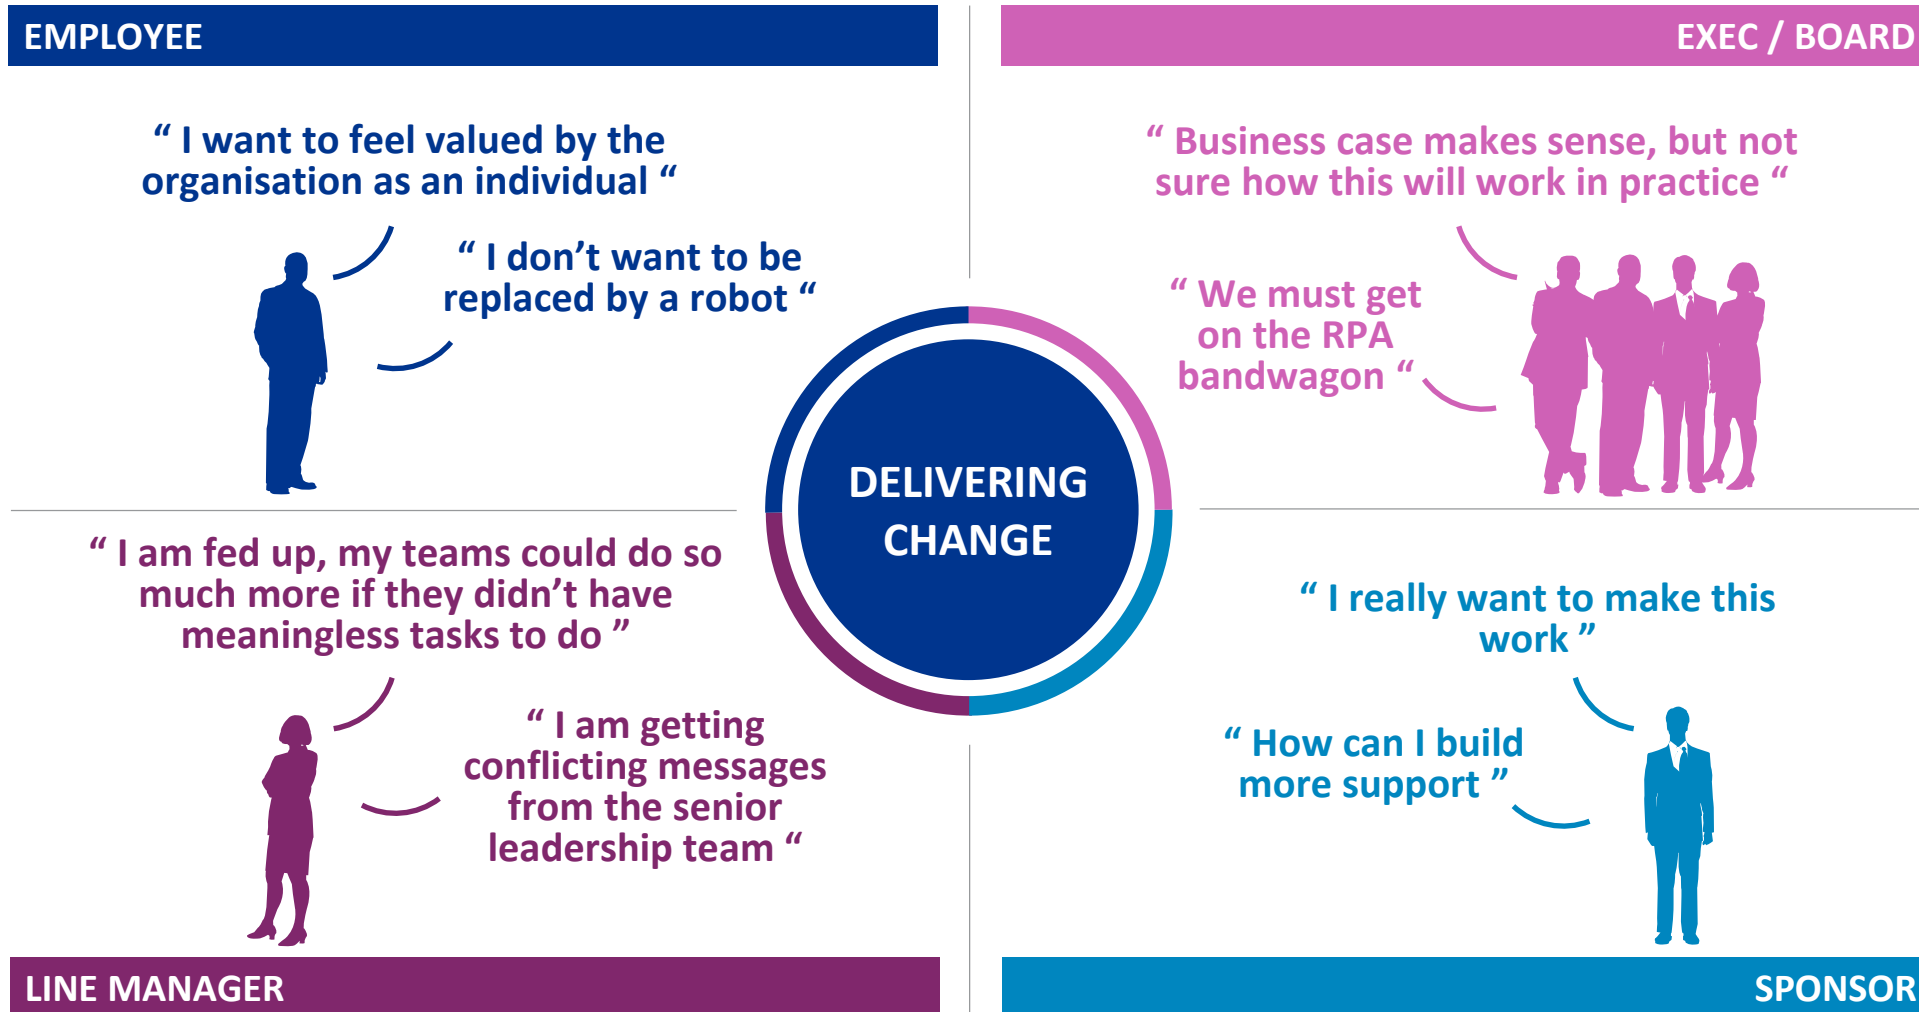 EMPLOYEE
“ I want to feel valued by the
organisation as an individual “
“ I don’t want to be
replaced by a robot “
EXEC / BOARD
“ Business case makes sense, but not
sure how this will work in practice “
“ We must get
on the RPA
bandwagon “
DELIVERING
CHANGE
“ I am fed up, my teams could do so
much more if they didn’t have
meaningless tasks to do ”
“ I am getting
conflicting messages
from the senior
leadership team “
LINE MANAGER
“ I really want to make this
work ”
“ How can I build
more support ”
SPONSOR